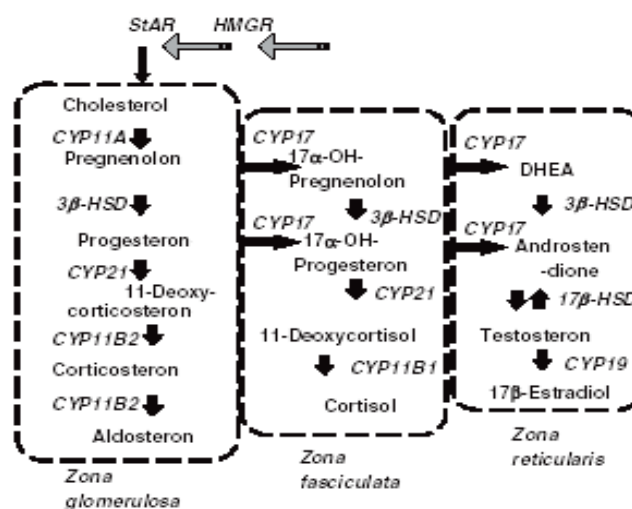 StAR HMGR
Cholesterol
CYP11A
Pregnenolon
3β-HSD
Progesteron
CYP21
11-Deoxy-
corticosteron
CYP11B2
Corticosteron
CYP11B2
Aldosteron
Zona
glomerulosa
CYP17
17α-OH-
Pregnenolon
3β-HSD
CYP17
17α-OH-
Progesteron
CYP21
11-Deoxycortisol
CYP11B1
Cortisol
Zona
fasciculata
CYP17
DHEA
3β-HSD
CYP17
Androsten
-dione
17β-HSD
Testosteron
CYP19
17β-Estradiol
Zona
reticularis